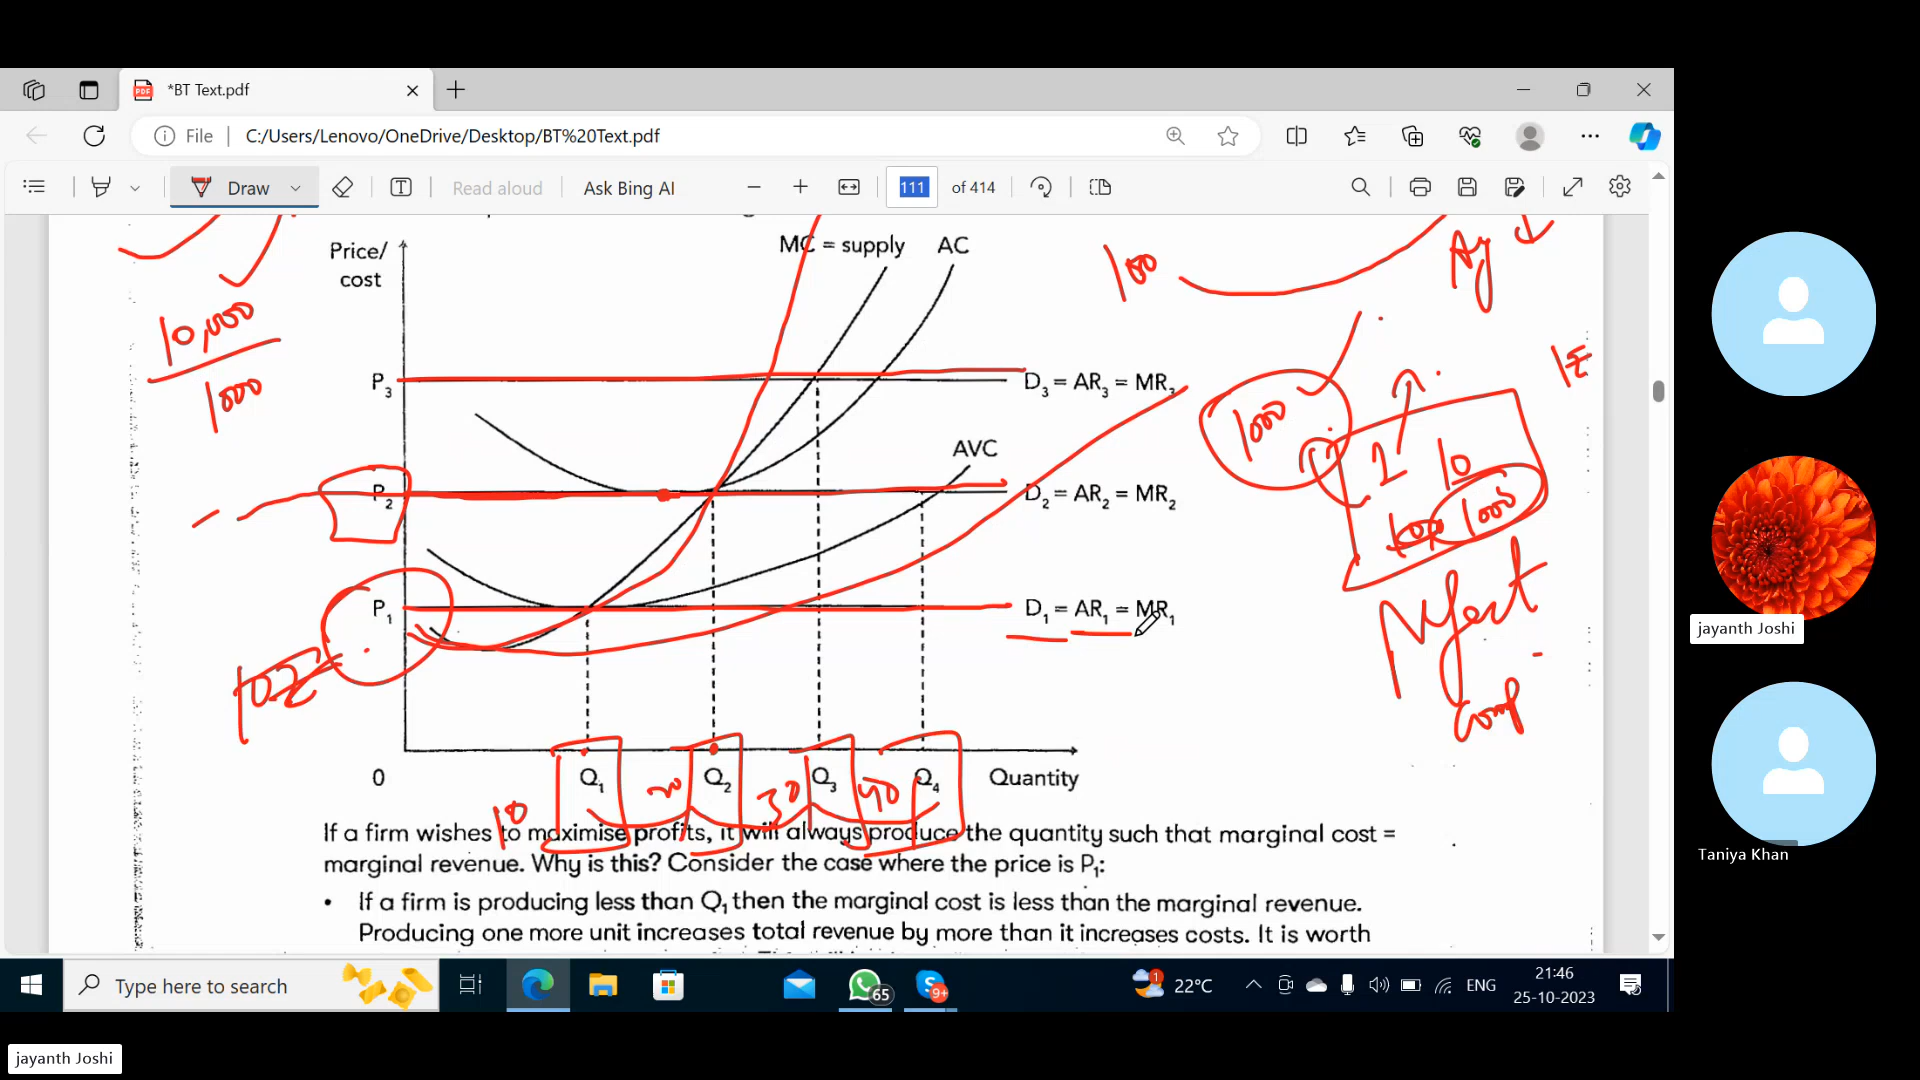 *BT Text.pdf
File
C:/Users/Lenovo/OneDrive/Desktop/BT%20Text.pdf
Draw
Read aloud
Ask Bing AI
111 of 414
Price/
cost
MC = supply
AC
100
10,000
1000
P3
D3 = AR3 = MR3
1000
AVC
10
1000
P2
D2 = AR2 = MR2
P1
D1 = AR1 = MR1
0
Q1
Q2
Q3
Q4
Quantity
10
20
30
40
If a firm wishes to maximise profits, it will always produce the quantity such that marginal cost =
marginal revenue. Why is this? Consider the case where the price is P1:
• If a firm is producing less than Q1 then the marginal cost is less than the marginal revenue.
Producing one more unit increases total revenue by more than it increases costs. It is worth
jayanth Joshi
Taniya Khan
Type here to search
65
9+
1
22°C
ENG
21:46
25-10-2023
jayanth Joshi